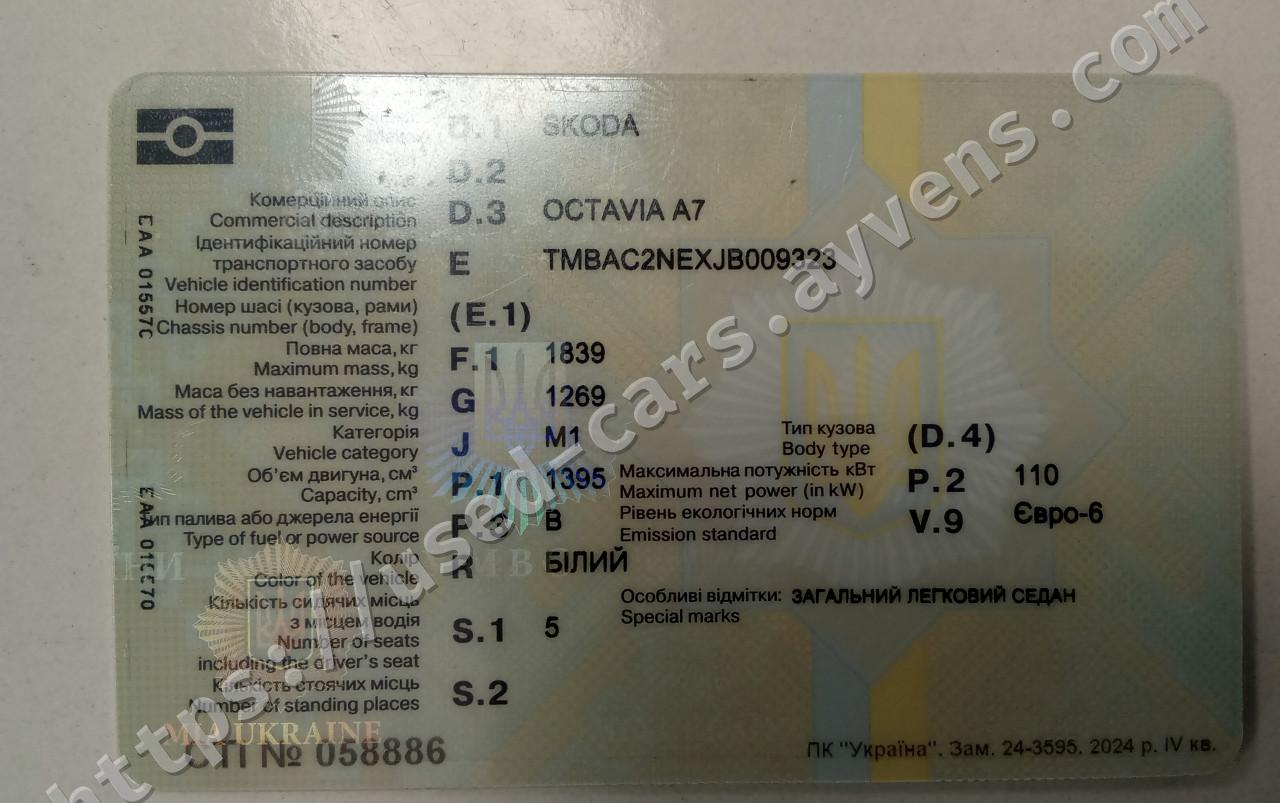 D.1 SKODA
D.2
Комерційний опис
Commercial description
D.3 OCTAVIA A7
Ідентифікаційний номер
транспортного засобу
Vehicle identification number
E TMBAC2NEXJB009323
Номер шасі (кузова, рами)
Chassis number (body, frame)
(E.1)
Повна маса, кг
Maximum mass, kg
F.1 1839
Маса без навантаження, кг
Mass of the vehicle in service, kg
G 1269
Категорія
Vehicle category
J M1
Тип кузова
Body type
(D.4)
Об'єм двигуна, см³
Capacity, cm³
P.1 1395
Максимальна потужність кВт
Maximum net power (in kW)
P.2 110
Тип палива або джерела енергії
Type of fuel or power source
P.3 B
Рівень екологічних норм
Emission standard
V.9 Євро-6
Колір
Color of the vehicle
R БІЛИЙ
Особливі відмітки: ЗАГАЛЬНИЙ ЛЕГКОВИЙ СЕДАН
Special marks
Кількість сидячих місць
з місцем водія
Number of seats
including the driver's seat
S.1 5
Кількість стоячих місць
Number of standing places
S.2
MIA UKRAINE
№ 058886
ПК "Україна". Зам. 24-3595. 2024 р. IV кв.
https://used-cars.ayvens.com